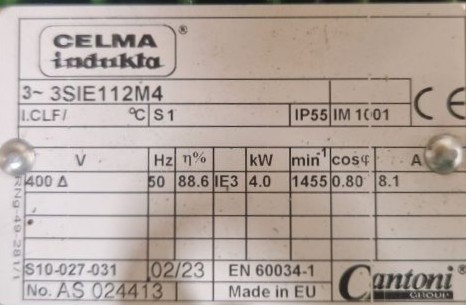 CELMA ®
indukta
3~ 3SIE112M4
I.CLF/ °C S1 IP55 IM 1001 CE
V Hz η% kW min⁻¹ cosφ A
400 Δ 50 88.6 IE3 4.0 1455 0.80 8.1
S10-027-031 02/23 EN 60034-1
No. AS 024413 Made in EU
Cantoni
GROUP